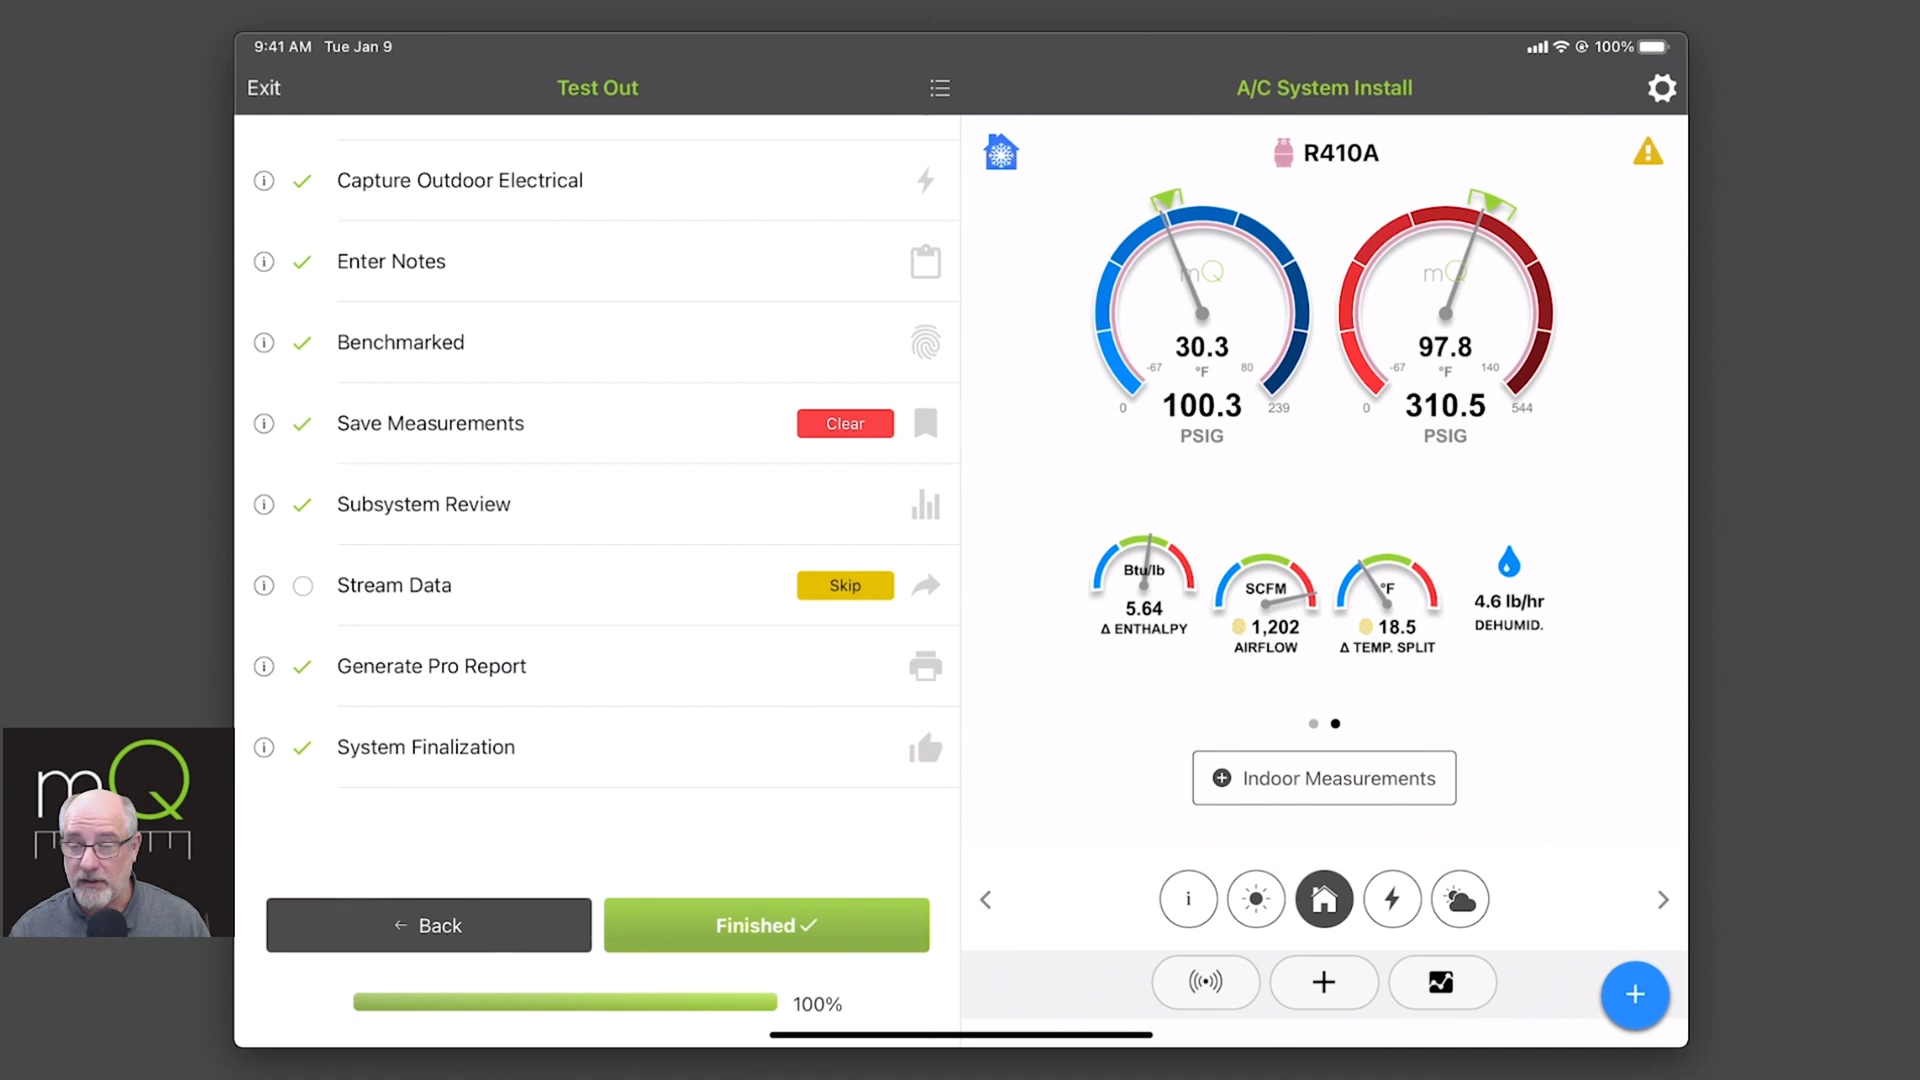 9:41 AM Tue Jan 9
100%
Exit
Test Out
A/C System Install
Capture Outdoor Electrical
Enter Notes
Benchmarked
Save Measurements
Clear
Subsystem Review
Stream Data
Skip
Generate Pro Report
System Finalization
← Back
Finished ✓
100%
R410A
mQ
30.3
-67 °F 80
0 100.3 239
PSIG
mQ
97.8
-67 °F 140
0 310.5 544
PSIG
Btu/lb
5.64
Δ ENTHALPY
SCFM
1,202
AIRFLOW
°F
18.5
Δ TEMP. SPLIT
4.6 lb/hr
DEHUMID.
Indoor Measurements
mQ